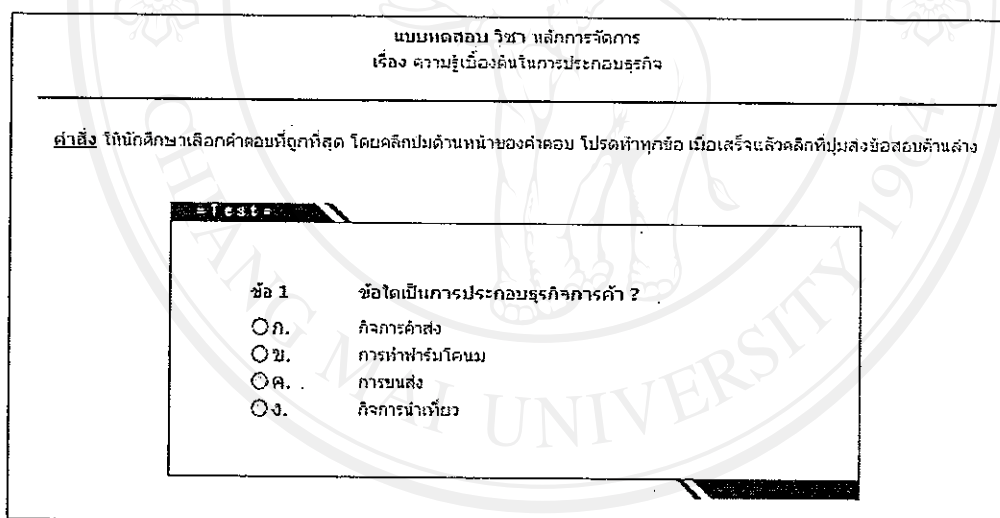 แบบทดสอบ วิชา หลักการจัดการ
เรื่อง ความรู้เบื้องต้นในการประกอบธุรกิจ
คำสั่ง ให้นักศึกษาเลือกคำตอบที่ถูกที่สุด โดยคลิกปุ่มด้านหน้าของคำตอบ โปรดทำทุกข้อ เมื่อเสร็จแล้วคลิกที่ปุ่มส่งข้อสอบด้านล่าง
=Test=
ข้อ 1 ข้อใดเป็นการประกอบธุรกิจการค้า ?
ก. กิจการค้าส่ง
ข. การทำฟาร์มโคนม
ค. การขนส่ง
ง. กิจการนำเที่ยว
CHIANG MAI UNIVERSITY 1964